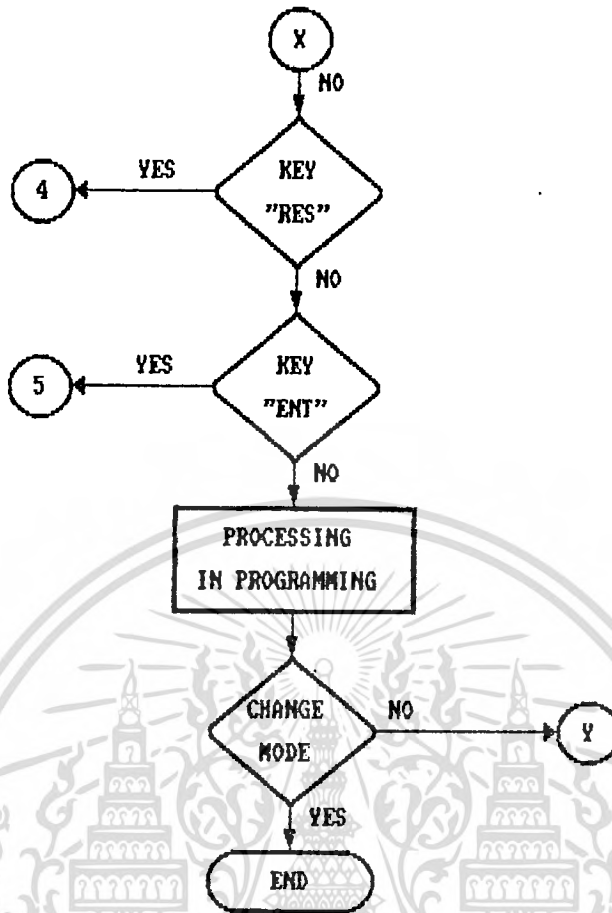 X
NO
YES
KEY
4
"RES"
NO
YES
KEY
5
"ENT"
NO
PROCESSING
IN PROGRAMMING
CHANGE
NO
MODE
Y
YES
END